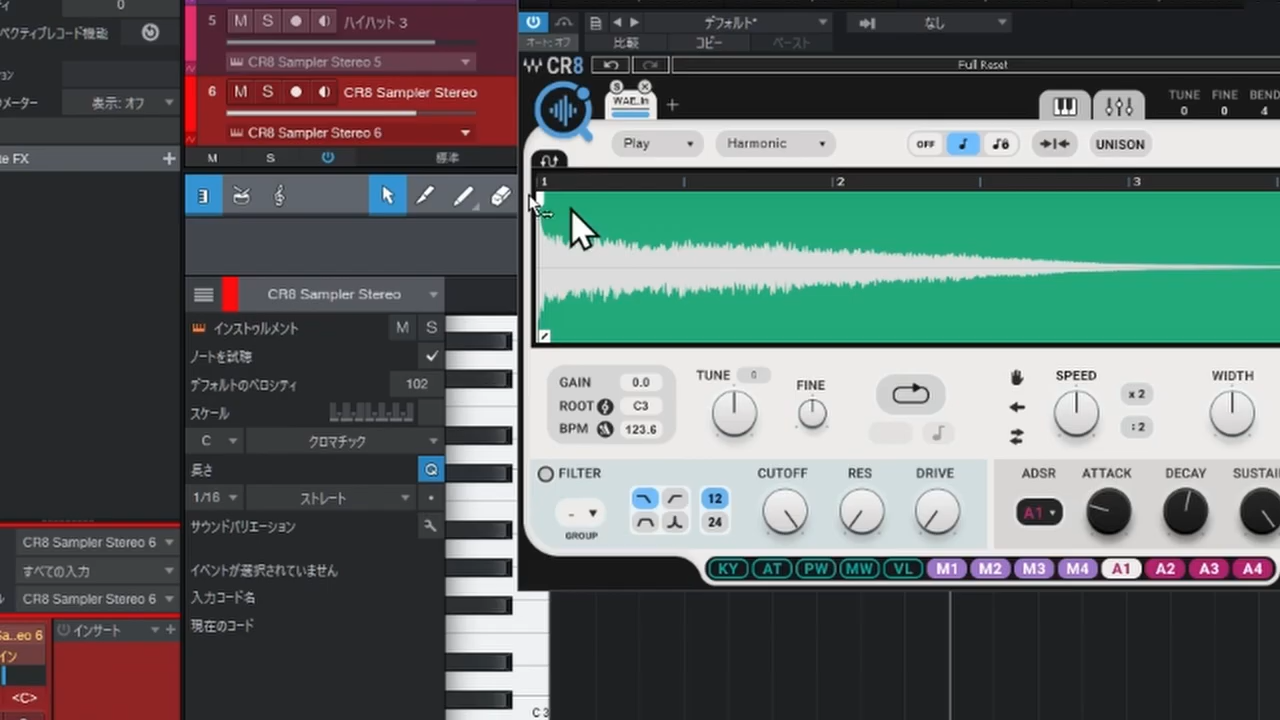 0
5 M S ハイハット 3
CR8 Sampler Stereo 5
6 M S CR8 Sampler Stereo
CR8 Sampler Stereo 6
M S 標準
ペクティブレコード機能
メーター 表示: オフ
te FX
デフォルト* なし
オート: オフ 比較 コピー ペースト
CR8 Full Reset
S WAE..In
TUNE FINE BEND
0 0 4
Play Harmonic OFF UNISON
1 2 3
CR8 Sampler Stereo
インストゥルメント M S
ノートを試聴
デフォルトのベロシティ 102
スケール
C クロマチック
長さ Q
1/16 ストレート
サウンドバリエーション
イベントが選択されていません
入力コード名
現在のコード
GAIN 0.0
ROOT C3
BPM 123.6
TUNE 0 FINE SPEED x 2 : 2 WIDTH
FILTER CUTOFF RES DRIVE ADSR ATTACK DECAY SUSTAI
- 12 24 A1
GROUP
KY AT PW MW VL M1 M2 M3 M4 A1 A2 A3 A4
CR8 Sampler Stereo 6
すべての入力
CR8 Sampler Stereo 6
Sa..eo 6 インサート
イン
<C>
C 3